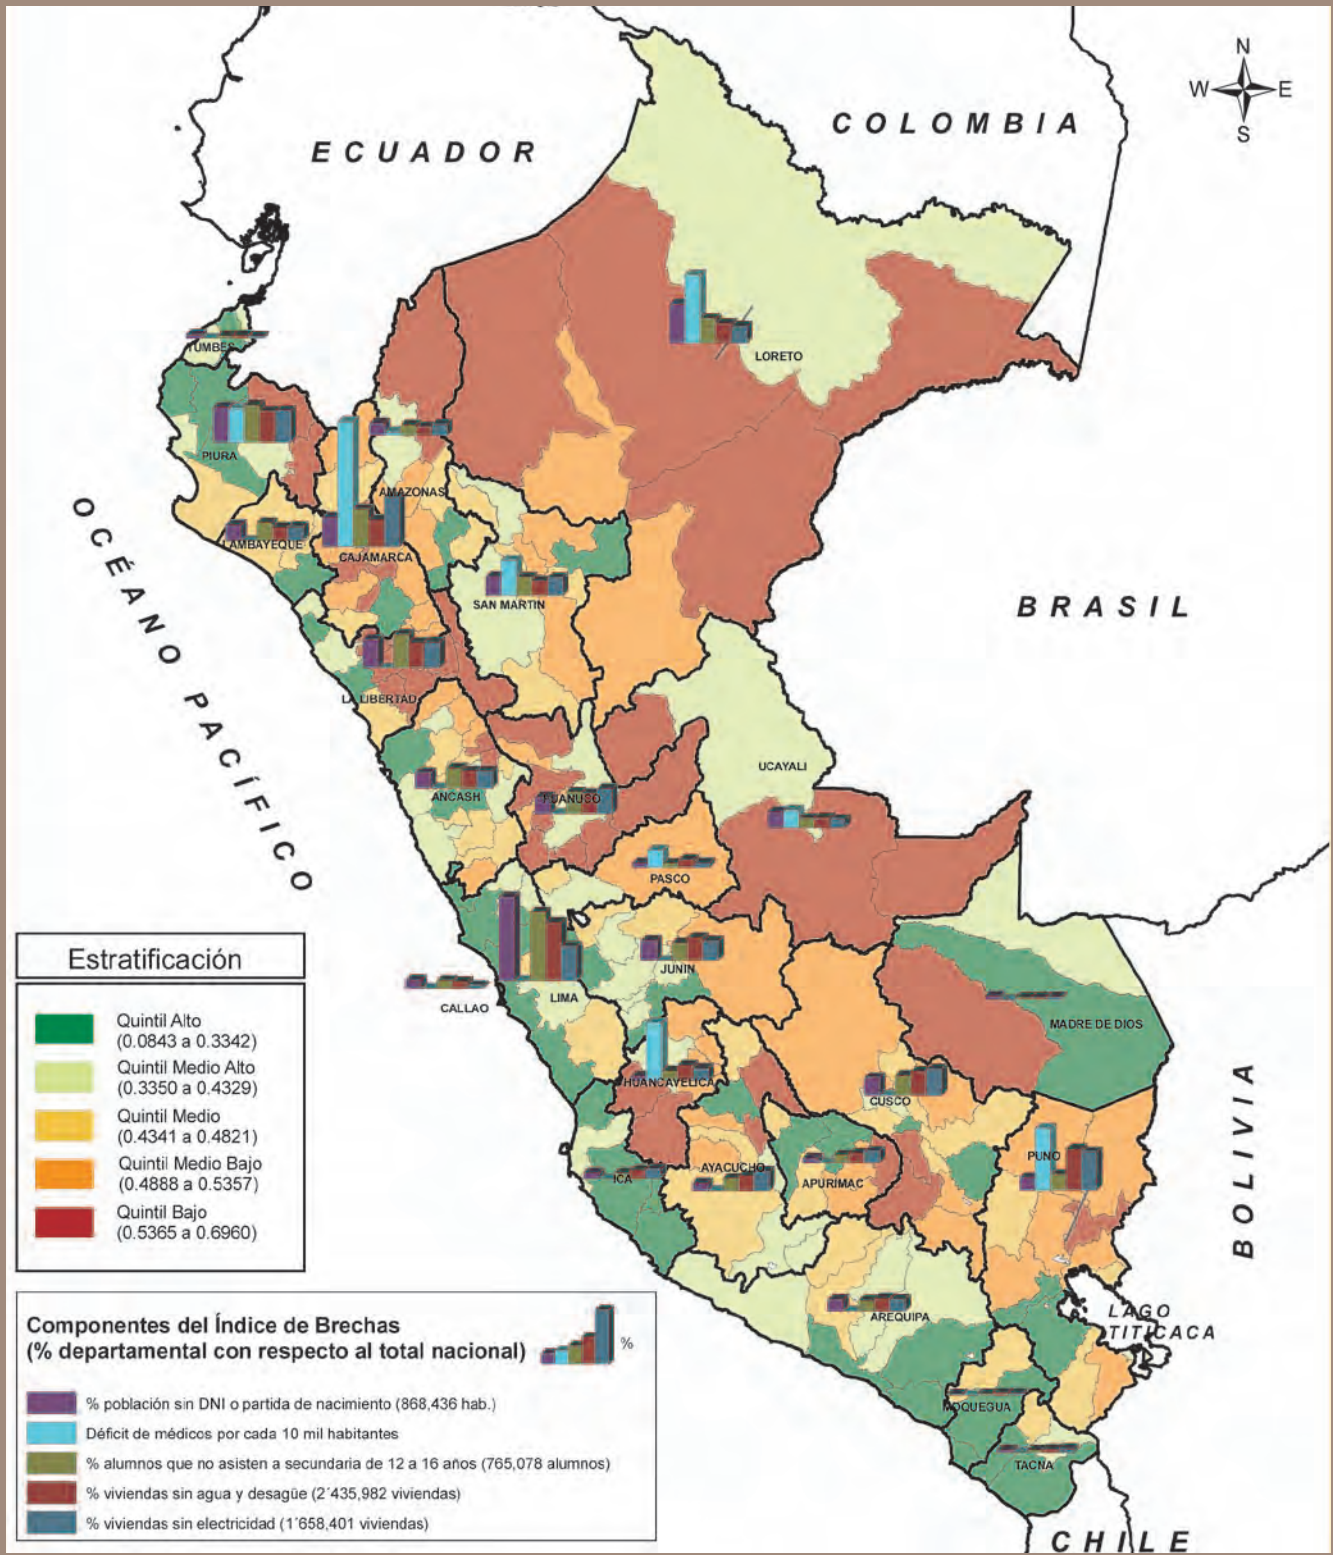 N
W E
S
COLOMBIA
ECUADOR
TUMBES
LORETO
PIURA
AMAZONAS
LAMBAYEQUE
CAJAMARCA
SAN MARTIN
BRASIL
OCÉANO PACÍFICO
LA LIBERTAD
UCAYALI
ANCASH
HUANUCO
PASCO
JUNIN
LIMA
CALLAO
MADRE DE DIOS
HUANCAVELICA
CUSCO
BOLIVIA
PUNO
AYACUCHO
ICA
APURIMAC
AREQUIPA
LAGO
TITICACA
MOQUEGUA
TACNA
CHILE
Estratificación
Quintil Alto
(0.0843 a 0.3342)
Quintil Medio Alto
(0.3350 a 0.4329)
Quintil Medio
(0.4341 a 0.4821)
Quintil Medio Bajo
(0.4888 a 0.5357)
Quintil Bajo
(0.5365 a 0.6960)
Componentes del Índice de Brechas
(% departamental con respecto al total nacional) %
% población sin DNI o partida de nacimiento (868,436 hab.)
Déficit de médicos por cada 10 mil habitantes
% alumnos que no asisten a secundaria de 12 a 16 años (765,078 alumnos)
% viviendas sin agua y desagüe (2´435,982 viviendas)
% viviendas sin electricidad (1´658,401 viviendas)